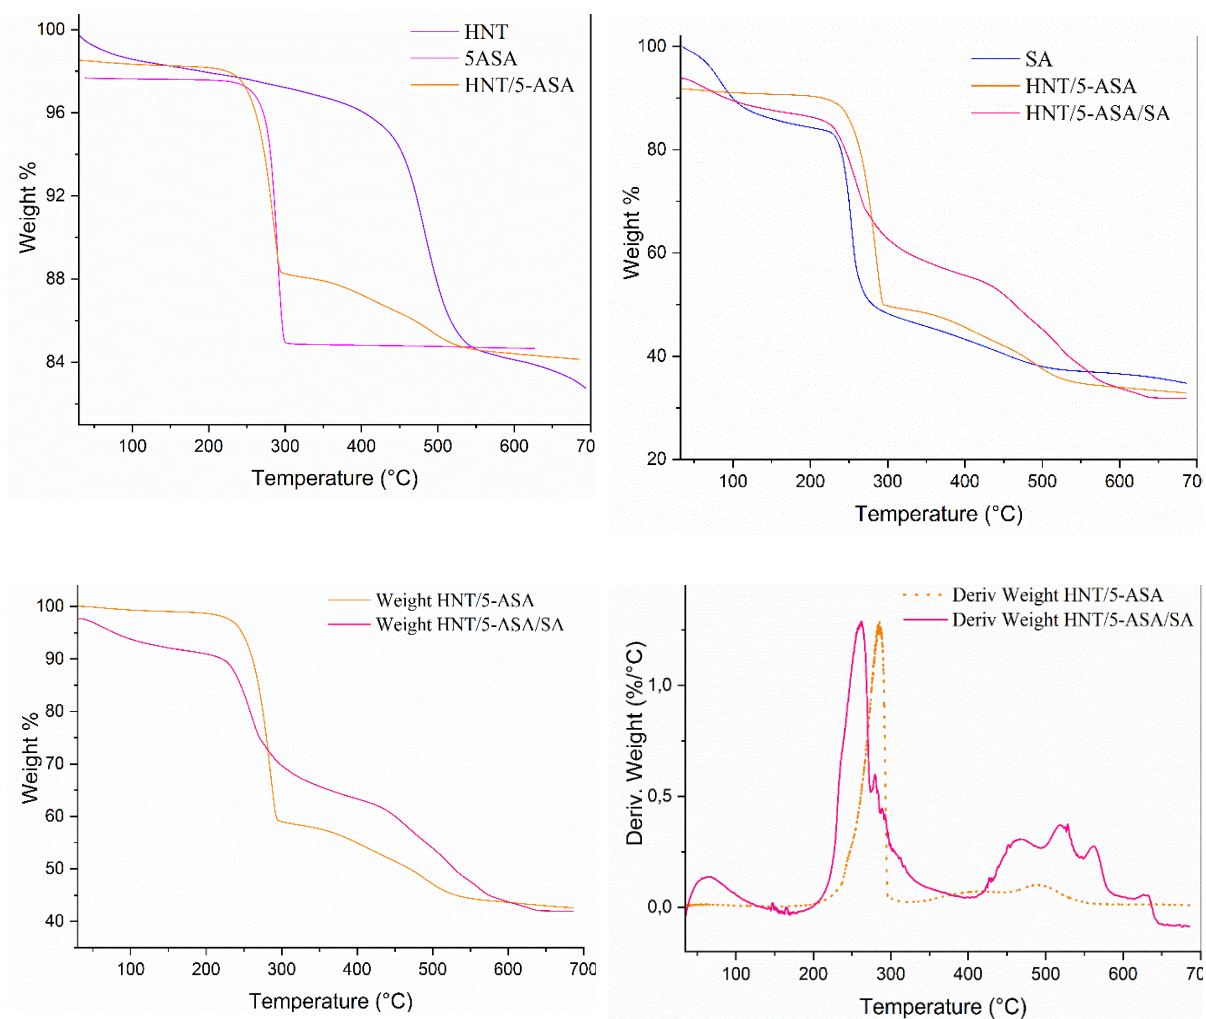 HNT
5ASA
HNT/5-ASA
100
96
92
88
84
Weight %
100
200
300
400
500
600
70
Temperature (°C)
SA
HNT/5-ASA
HNT/5-ASA/SA
100
80
60
40
20
Weight %
100
200
300
400
500
600
70
Temperature (°C)
Weight HNT/5-ASA
Weight HNT/5-ASA/SA
100
90
80
70
60
50
40
Weight %
100
200
300
400
500
600
700
Temperature (°C)
Deriv Weight HNT/5-ASA
Deriv Weight HNT/5-ASA/SA
1,0
0,5
0,0
Deriv. Weight (%/°C)
100
200
300
400
500
600
70
Temperature (°C)